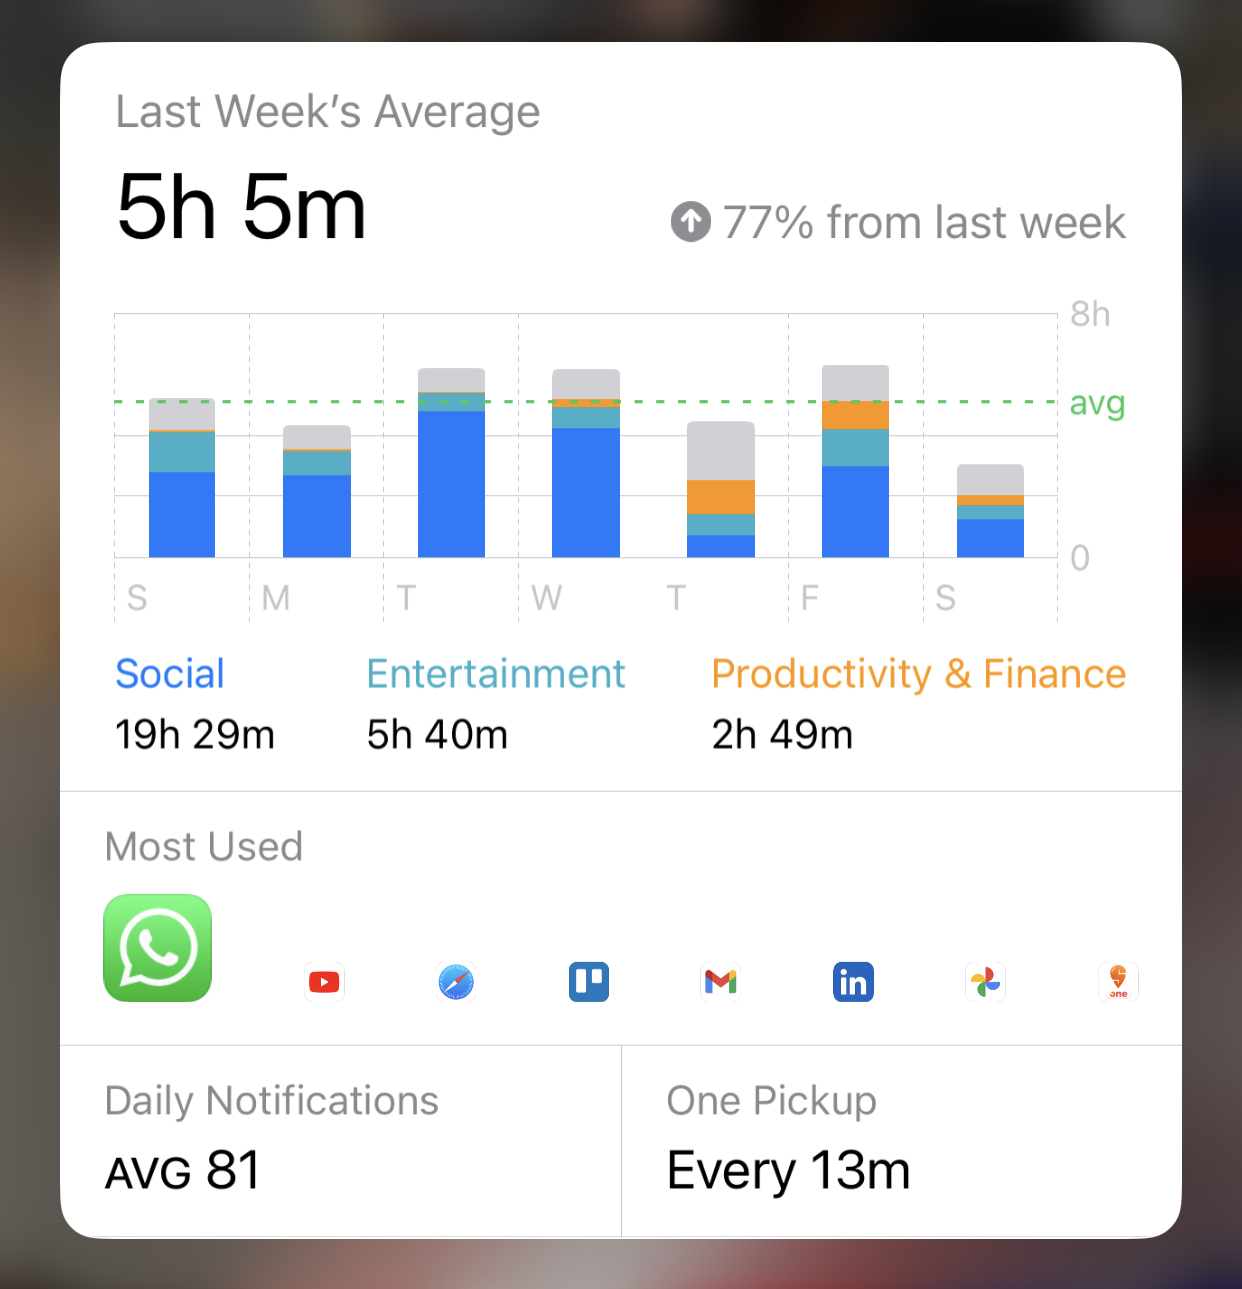 Last Week's Average
5h 5m
77% from last week
8h
avg
0
S M T W T F S
Social Entertainment Productivity & Finance
19h 29m 5h 40m 2h 49m
Most Used
in
one
Daily Notifications One Pickup
AVG 81 Every 13m